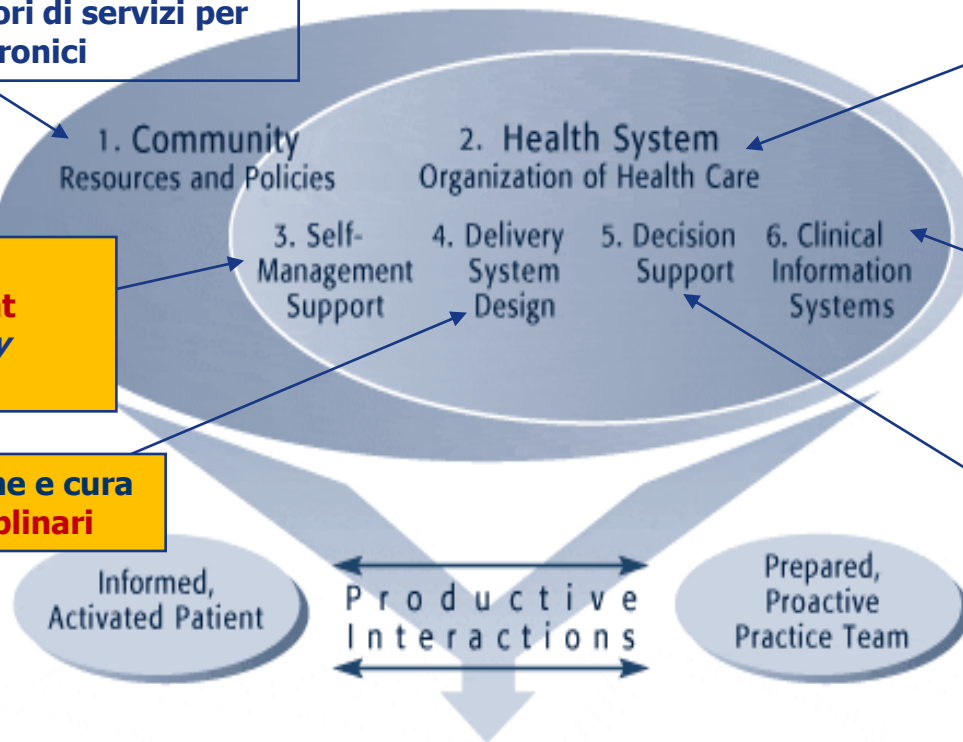 ori di servizi per
ronici
1. Community
Resources and Policies
2. Health System
Organization of Health Care
3. Self-
Management
Support
4. Delivery
System
Design
5. Decision
Support
6. Clinical
Information
Systems
t
y
ne e cura
plinari
Informed,
Activated Patient
Productive
Interactions
Prepared,
Proactive
Practice Team